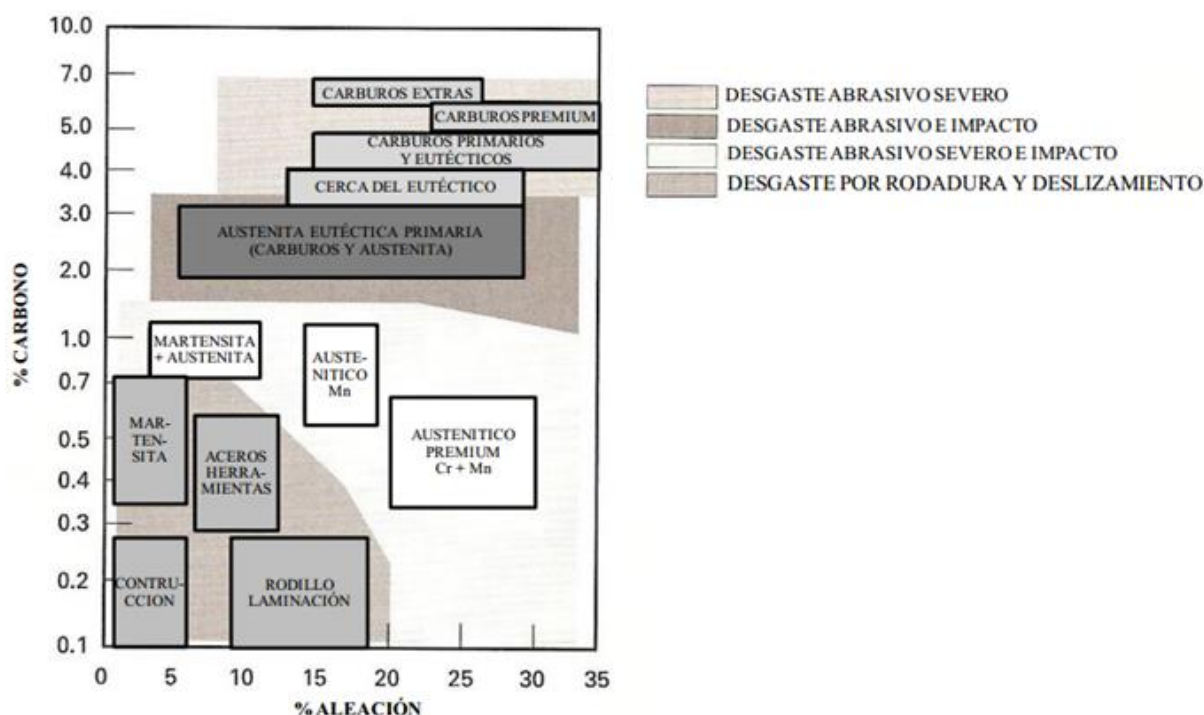 10.0
7.0
5.0
4.0
3.0
2.0
1.0
0.7
0.5
0.4
0.3
0.2
0.1
% CARBONO
CARBUROS EXTRAS
CARBUROS PREMIUM
CARBUROS PRIMARIOS
Y EUTÉCTICOS
CERCA DEL EUTÉCTICO
AUSTENITA EUTÉCTICA PRIMARIA
(CARBUROS Y AUSTENITA)
MARTENSITA
+ AUSTENITA
AUSTE-
NITICO
Mn
MAR-
TEN-
SITA
ACEROS
HERRA-
MIENTAS
AUSTENITICO
PREMIUM
Cr + Mn
CONTRU-
CCION
RODILLO
LAMINACIÓN
0 5 10 15 20 25 30 35
% ALEACIÓN
DESGASTE ABRASIVO SEVERO
DESGASTE ABRASIVO E IMPACTO
DESGASTE ABRASIVO SEVERO E IMPACTO
DESGASTE POR RODADURA Y DESLIZAMIENTO